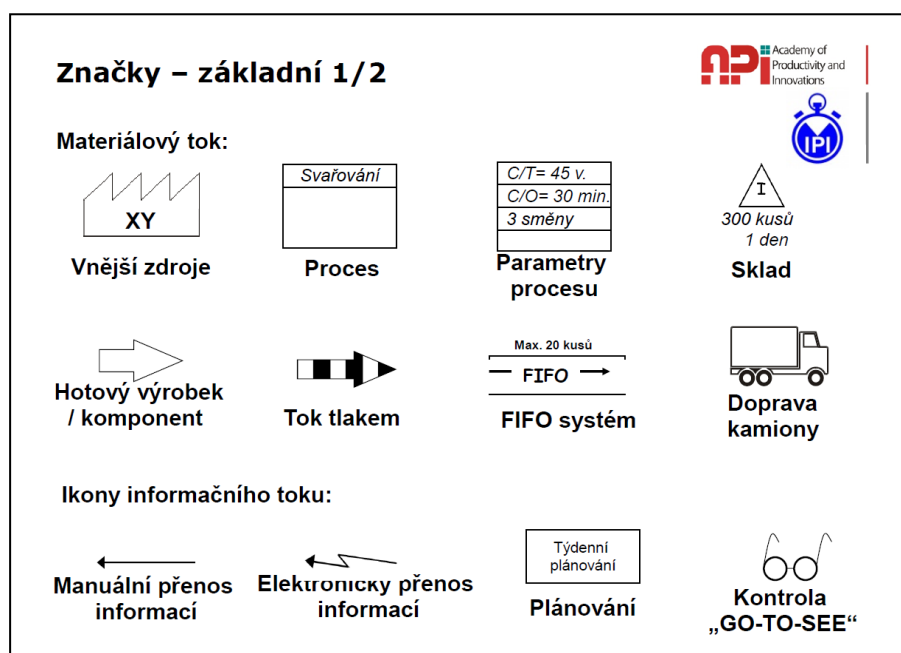 Značky – základní 1/2
API Academy of
Productivity and
Innovations
IPI
Materiálový tok:
XY
Vnější zdroje
Svařování
Proces
C/T= 45 v.
C/O= 30 min.
3 směny
Parametry
procesu
I
300 kusů
1 den
Sklad
Hotový výrobek
/ komponent
Tok tlakem
Max. 20 kusů
FIFO
FIFO systém
Doprava
kamiony
Ikony informačního toku:
Manuální přenos
informací
Elektronický přenos
informací
Týdenní
plánování
Plánování
Kontrola
„GO-TO-SEE“